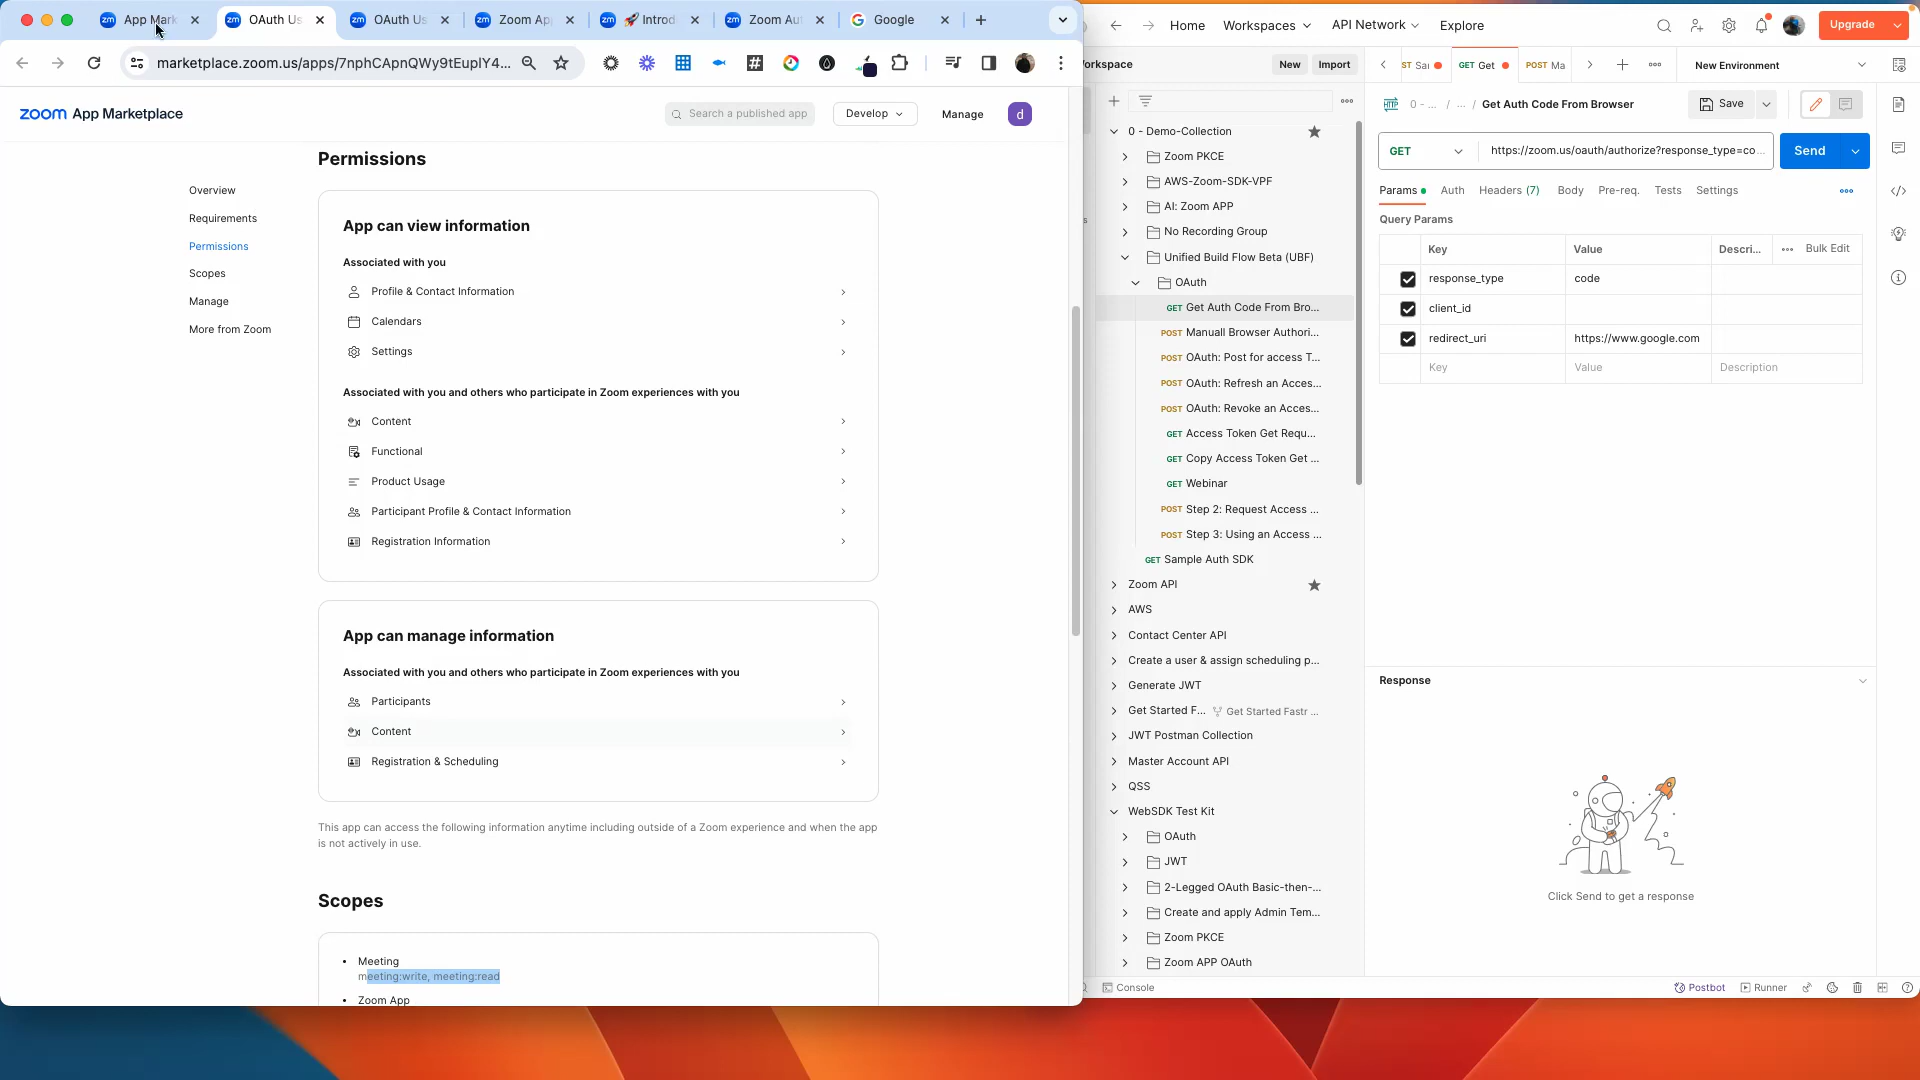 App Mark
OAuth Us
OAuth Us
Zoom Ap
🚀 Introd
Zoom Au
Google
marketplace.zoom.us/apps/7nphCApnQWy9tEuplY4...
zoom App Marketplace
Search a published app
Develop
Manage
d
Overview
Requirements
Permissions
Scopes
Manage
More from Zoom
Permissions
App can view information
Associated with you
Profile & Contact Information
Calendars
Settings
Associated with you and others who participate in Zoom experiences with you
Content
Functional
Product Usage
Participant Profile & Contact Information
Registration Information
App can manage information
Associated with you and others who participate in Zoom experiences with you
Participants
Content
Registration & Scheduling
This app can access the following information anytime including outside of a Zoom experience and when the app
is not actively in use.
Scopes
• Meeting
meeting:write, meeting:read
• Zoom App
Home
Workspaces
API Network
Explore
Upgrade
orkspace
New
Import
ST Sai
GET Get
POST Ma
New Environment
0 - Demo-Collection
Zoom PKCE
AWS-Zoom-SDK-VPF
AI: Zoom APP
No Recording Group
Unified Build Flow Beta (UBF)
OAuth
GET Get Auth Code From Bro...
POST Manuall Browser Authori...
POST OAuth: Post for access T...
POST OAuth: Refresh an Acces...
POST OAuth: Revoke an Acces...
GET Access Token Get Requ...
GET Copy Access Token Get ...
GET Webinar
POST Step 2: Request Access ...
POST Step 3: Using an Access ...
GET Sample Auth SDK
Zoom API
AWS
Contact Center API
Create a user & assign scheduling p...
Generate JWT
Get Started F... Get Started Fastr ...
JWT Postman Collection
Master Account API
QSS
WebSDK Test Kit
OAuth
JWT
2-Legged OAuth Basic-then-...
Create and apply Admin Tem...
Zoom PKCE
Zoom APP OAuth
HTTP 0 - ... / ... / Get Auth Code From Browser
Save
GET
https://zoom.us/oauth/authorize?response_type=co...
Send
Params
Auth
Headers (7)
Body
Pre-req.
Tests
Settings
Query Params
Key
Value
Descri...
Bulk Edit
response_type
code
client_id
redirect_uri
https://www.google.com
Key
Value
Description
Response
Click Send to get a response
Console
Postbot
Runner